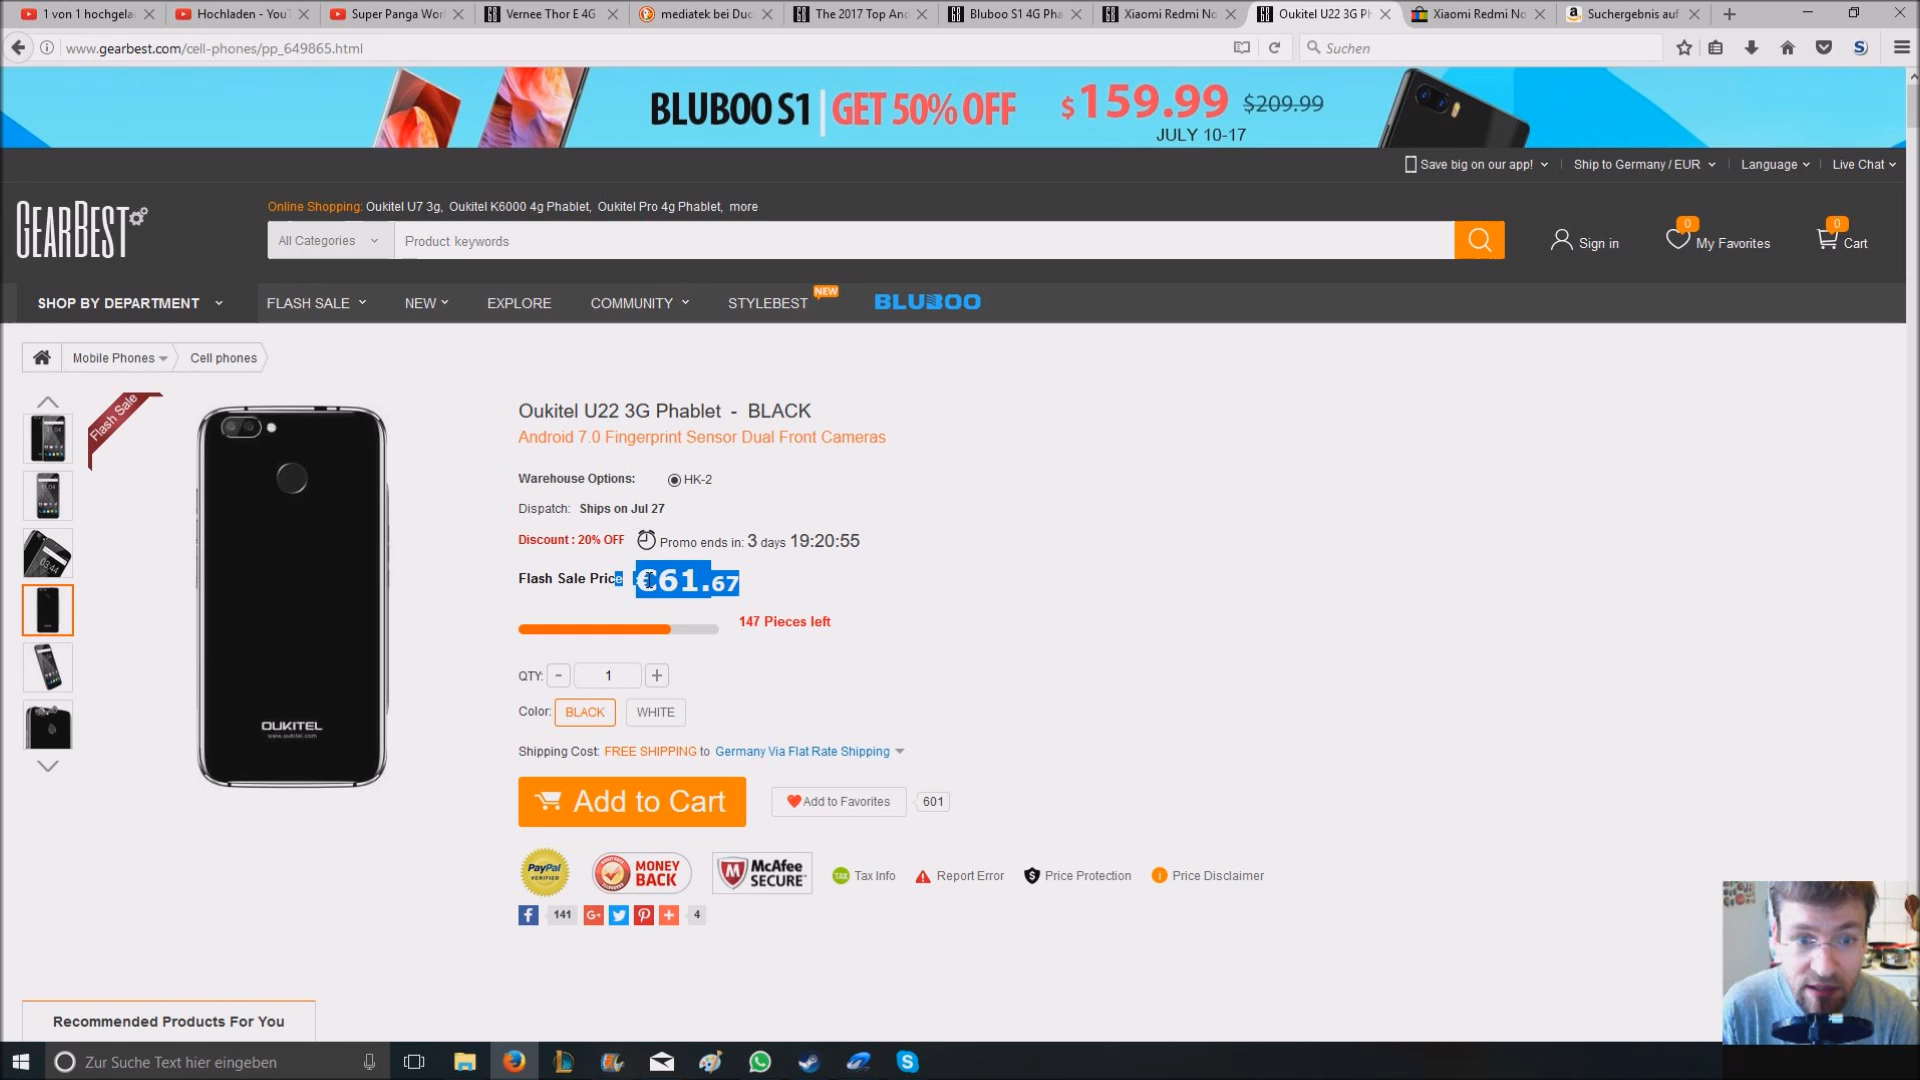 1 von 1 hochgela
Hochladen - YouT
Super Panga Worl
Vernee Thor E 4G
mediatek bei Duc
The 2017 Top And
Bluboo S1 4G Pha
Xiaomi Redmi No
Oukitel U22 3G Ph
Xiaomi Redmi No
Suchergebnis auf
www.gearbest.com/cell-phones/pp_649865.html
Suchen
BLUBOO S1 | GET 50% OFF $159.99 $209.99
JULY 10-17
Save big on our app!
Ship to Germany / EUR
Language
Live Chat
GEARBEST
Online Shopping: Oukitel U7 3g, Oukitel K6000 4g Phablet, Oukitel Pro 4g Phablet, more
All Categories
Product keywords
Sign in
0
My Favorites
0
Cart
SHOP BY DEPARTMENT
FLASH SALE
NEW
EXPLORE
COMMUNITY
STYLEBEST
NEW
BLUBOO
Mobile Phones
Cell phones
Flash Sale
Oukitel U22 3G Phablet - BLACK
Android 7.0 Fingerprint Sensor Dual Front Cameras
Warehouse Options: HK-2
Dispatch: Ships on Jul 27
Discount : 20% OFF Promo ends in: 3 days 19:20:55
Flash Sale Price €61.67
147 Pieces left
QTY: - 1 +
Color: BLACK WHITE
Shipping Cost: FREE SHIPPING to Germany Via Flat Rate Shipping
Add to Cart
Add to Favorites
601
OUKITEL
www.oukitel.com
PayPal
VERIFIED
MONEY
BACK
McAfee
SECURE
TAX
Tax Info
Report Error
Price Protection
Price Disclaimer
141
G+
4
Recommended Products For You
Zur Suche Text hier eingeben